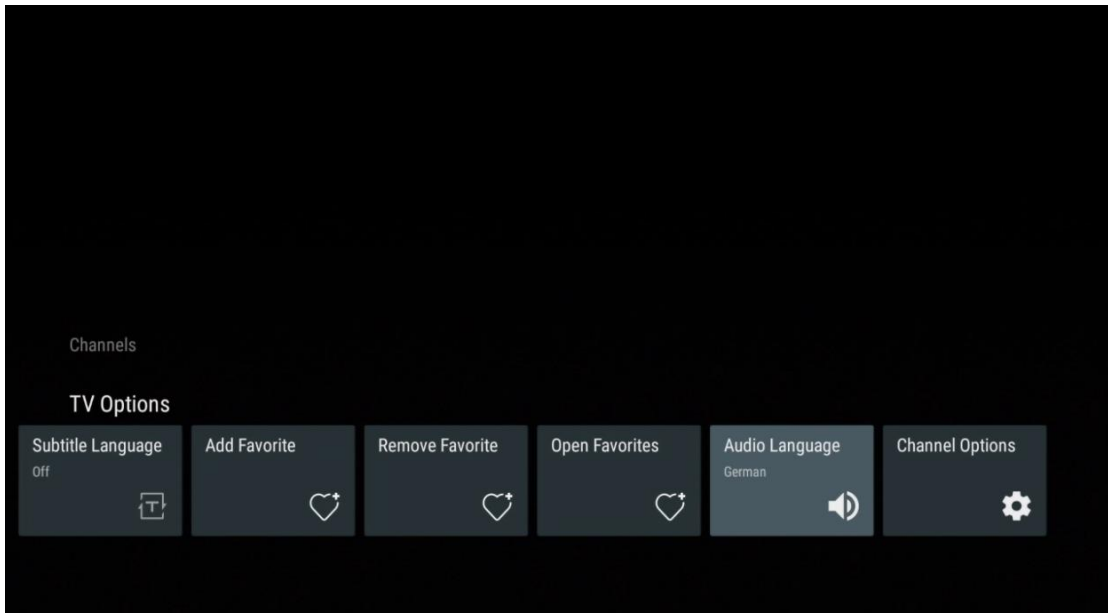 Channels
TV Options
Subtitle Language
Off
Add Favorite
Remove Favorite
Open Favorites
Audio Language
German
Channel Options